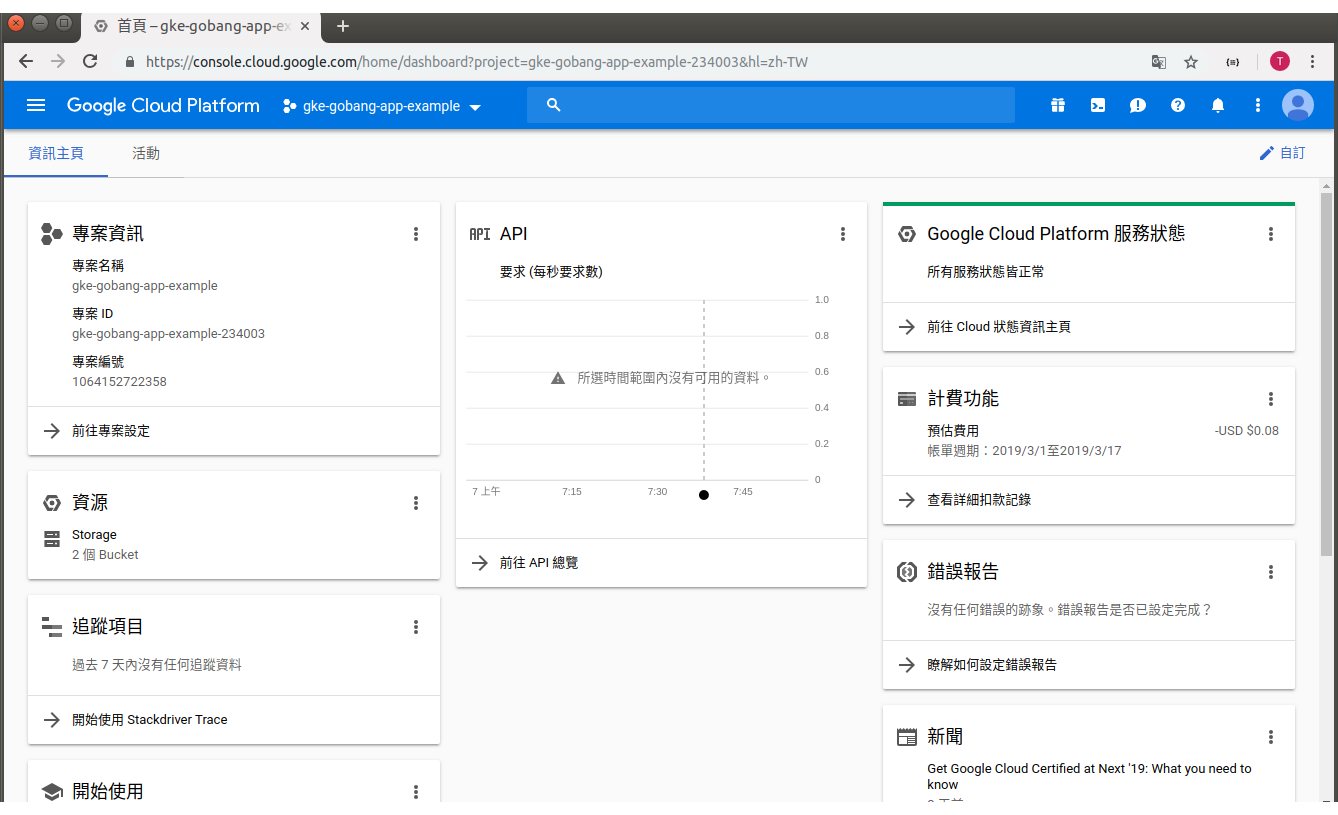 首頁 – gke-gobang-app-ex
https://console.cloud.google.com/home/dashboard?project=gke-gobang-app-example-234003&hl=zh-TW
T
Google Cloud Platform
gke-gobang-app-example
資訊主頁
活動
自訂
專案資訊
專案名稱
gke-gobang-app-example
專案 ID
gke-gobang-app-example-234003
專案編號
1064152722358
前往專案設定
資源
Storage
2 個 Bucket
追蹤項目
過去 7 天內沒有任何追蹤資料
開始使用 Stackdriver Trace
開始使用
API API
要求 (每秒要求數)
1.0
0.8
0.6
所選時間範圍內沒有可用的資料。
0.4
0.2
0
7 上午
7:15
7:30
7:45
前往 API 總覽
Google Cloud Platform 服務狀態
所有服務狀態皆正常
前往 Cloud 狀態資訊主頁
計費功能
預估費用
-USD $0.08
帳單週期：2019/3/1至2019/3/17
查看詳細扣款記錄
錯誤報告
沒有任何錯誤的跡象。錯誤報告是否已設定完成？
瞭解如何設定錯誤報告
新聞
Get Google Cloud Certified at Next '19: What you need to
know